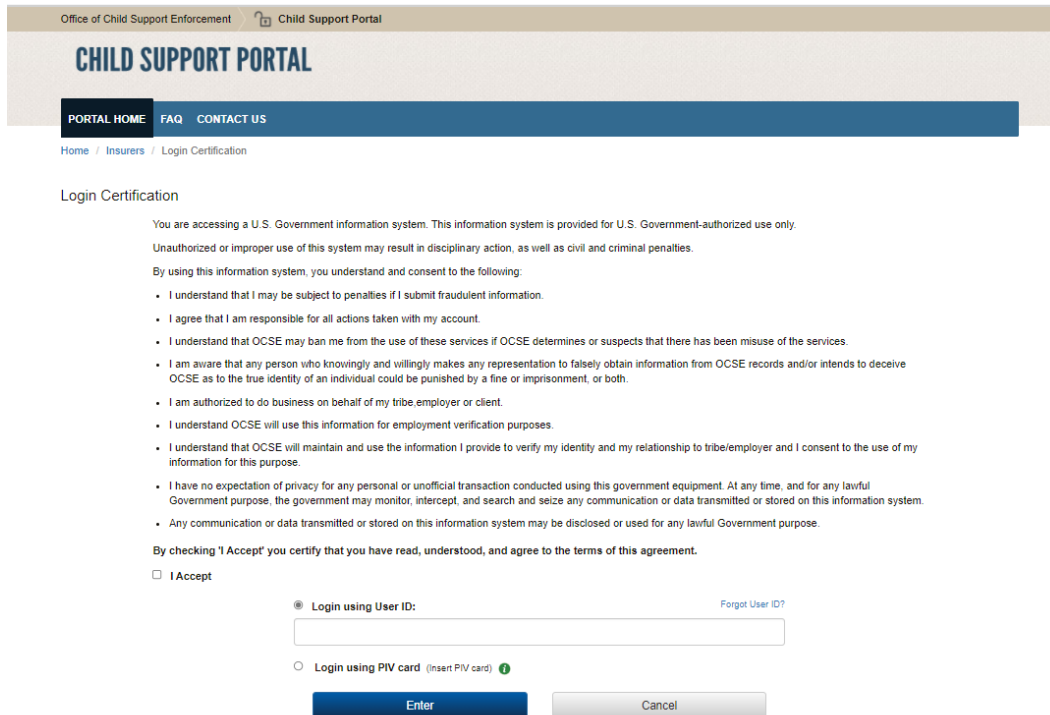 Office of Child Support Enforcement Child Support Portal
CHILD SUPPORT PORTAL
PORTAL HOME FAQ CONTACT US
Home / Insurers / Login Certification
Login Certification
You are accessing a U.S. Government information system. This information system is provided for U.S. Government-authorized use only.
Unauthorized or improper use of this system may result in disciplinary action, as well as civil and criminal penalties.
By using this information system, you understand and consent to the following:
• I understand that I may be subject to penalties if I submit fraudulent information.
• I agree that I am responsible for all actions taken with my account.
• I understand that OCSE may ban me from the use of these services if OCSE determines or suspects that there has been misuse of the services.
• I am aware that any person who knowingly and willingly makes any representation to falsely obtain information from OCSE records and/or intends to deceive
OCSE as to the true identity of an individual could be punished by a fine or imprisonment, or both.
• I am authorized to do business on behalf of my tribe,employer or client.
• I understand OCSE will use this information for employment verification purposes.
• I understand that OCSE will maintain and use the information I provide to verify my identity and my relationship to tribe/employer and I consent to the use of my
information for this purpose.
• I have no expectation of privacy for any personal or unofficial transaction conducted using this government equipment. At any time, and for any lawful
Government purpose, the government may monitor, intercept, and search and seize any communication or data transmitted or stored on this information system.
• Any communication or data transmitted or stored on this information system may be disclosed or used for any lawful Government purpose.
By checking 'I Accept' you certify that you have read, understood, and agree to the terms of this agreement.
I Accept
Login using User ID: Forgot User ID?
Login using PIV card (Insert PIV card) i
Enter Cancel